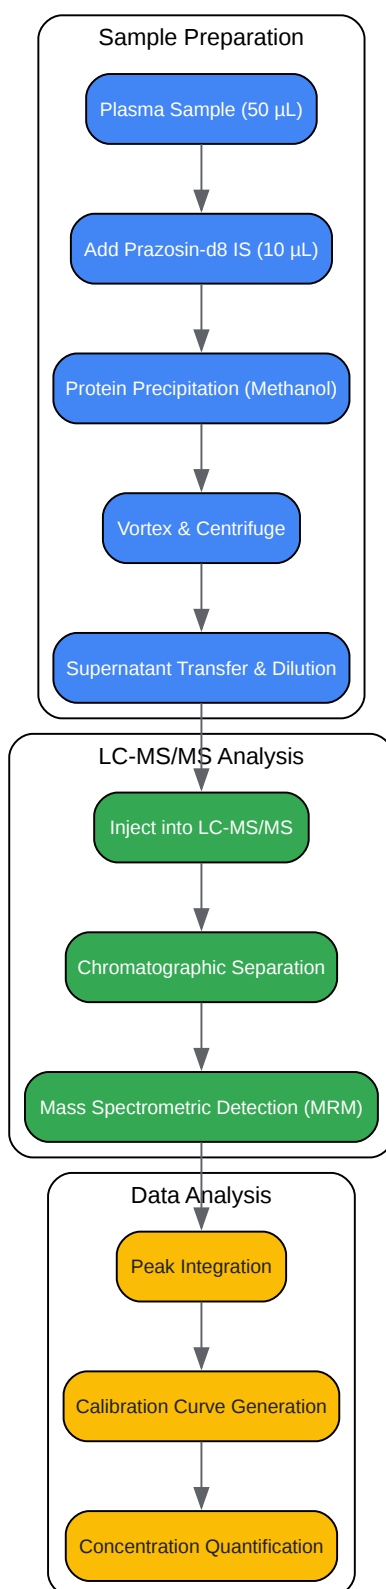 Sample Preparation
Plasma Sample (50 µL)
Add Prazosin-d8 IS (10 µL)
Protein Precipitation (Methanol)
Vortex & Centrifuge
Supernatant Transfer & Dilution
LC-MS/MS Analysis
Inject into LC-MS/MS
Chromatographic Separation
Mass Spectrometric Detection (MRM)
Data Analysis
Peak Integration
Calibration Curve Generation
Concentration Quantification